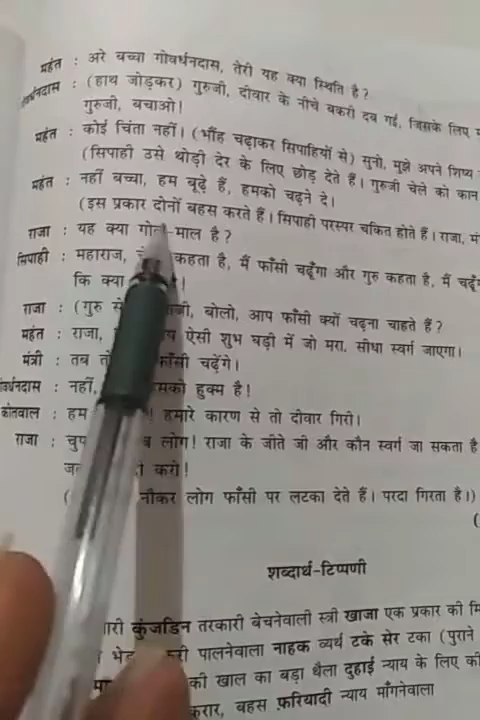 महंत : अरे बच्चा गोवर्धनदास, तेरी यह क्या स्थिति है?
र्धनदास : (हाथ जोड़कर) गुरुजी, दीवार के नीचे बकरी दब गई, जिसके लिए
गुरुजी, बचाओ!
महंत : कोई चिंता नहीं। (भौंह चढ़ाकर सिपाहियों से) सुनो, मुझे अपने शिष्य
(सिपाही उसे थोड़ी देर के लिए छोड़ देते हैं। गुरुजी चेले को कान
महंत : नहीं बच्चा, हम बूढ़े हैं, हमको चढ़ने दे।
(इस प्रकार दोनों बहस करते हैं। सिपाही परस्पर चकित होते हैं। राजा,
राजा : यह क्या गोल-माल है?
सिपाही : महाराज, कहता है, मैं फाँसी चढ़ूँगा और गुरु कहता है, मैं
कि क्या !
राजा : (गुरु से बोलो, आप फाँसी क्यों चढ़ना चाहते हैं?
महंत : राजा, ऐसी शुभ घड़ी में जो मरा, सीधा स्वर्ग जाएगा।
मंत्री : तब तो फाँसी चढ़ेंगे।
वर्धनदास : नहीं, हुक्म है!
कोतवाल : हम हमारे कारण से तो दीवार गिरी।
राजा : चुप लोग! राजा के जीते जी और कौन स्वर्ग जा सकता है
करो!
( नौकर लोग फाँसी पर लटका देते हैं। परदा गिरता है।)
(
शब्दार्थ-टिप्पणी
कुंजडिन तरकारी बेचनेवाली स्त्री खाजा एक प्रकार की
पालनेवाला नाहक व्यर्थ टके सेर टका (पुराने
की खाल का बड़ा थैला दुहाई न्याय के लिए
बहस फ़रियादी न्याय माँगनेवाला